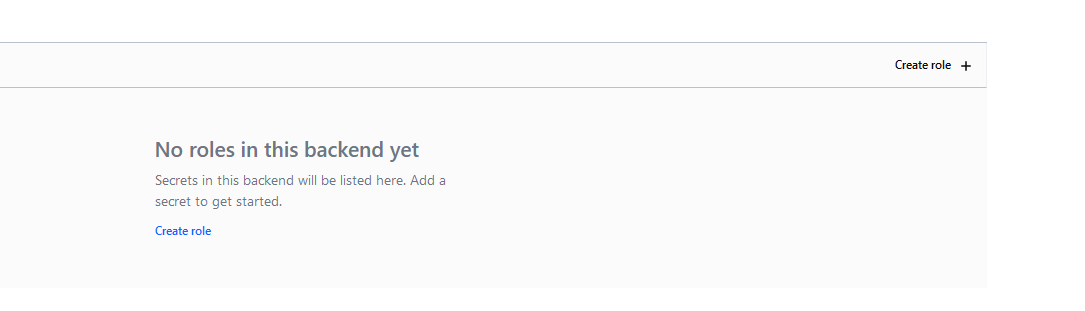 Create role +
No roles in this backend yet
Secrets in this backend will be listed here. Add a
secret to get started.
Create role